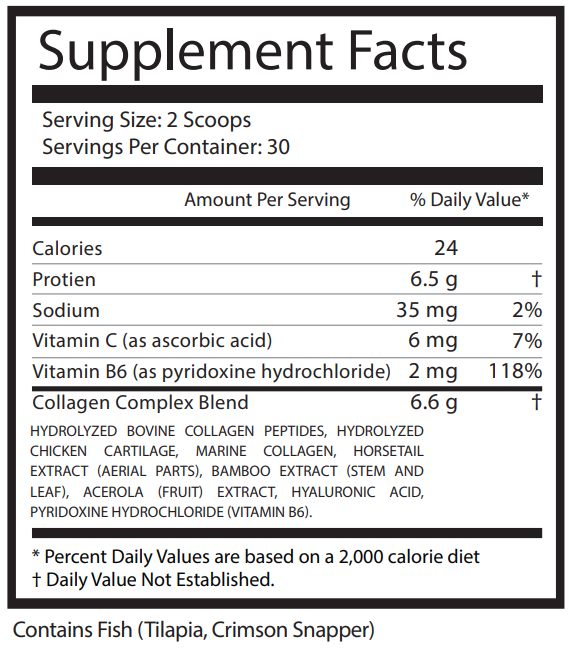 Supplement Facts
Serving Size: 2 Scoops
Servings Per Container: 30
Amount Per Serving % Daily Value*
Calories 24
Protien 6.5 g †
Sodium 35 mg 2%
Vitamin C (as ascorbic acid) 6 mg 7%
Vitamin B6 (as pyridoxine hydrochloride) 2 mg 118%
Collagen Complex Blend 6.6 g †
HYDROLYZED BOVINE COLLAGEN PEPTIDES, HYDROLYZED
CHICKEN CARTILAGE, MARINE COLLAGEN, HORSETAIL
EXTRACT (AERIAL PARTS), BAMBOO EXTRACT (STEM AND
LEAF), ACEROLA (FRUIT) EXTRACT, HYALURONIC ACID,
PYRIDOXINE HYDROCHLORIDE (VITAMIN B6).
* Percent Daily Values are based on a 2,000 calorie diet
† Daily Value Not Established.
Contains Fish (Tilapia, Crimson Snapper)